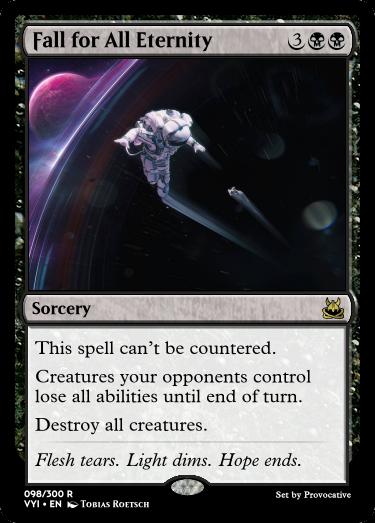 Fall for All Eternity 3
Sorcery
This spell can't be countered.
Creatures your opponents control
lose all abilities until end of turn.
Destroy all creatures.
Flesh tears. Light dims. Hope ends.
098/300 R
VYI • EN Tobias Roetsch
Set by Provocative